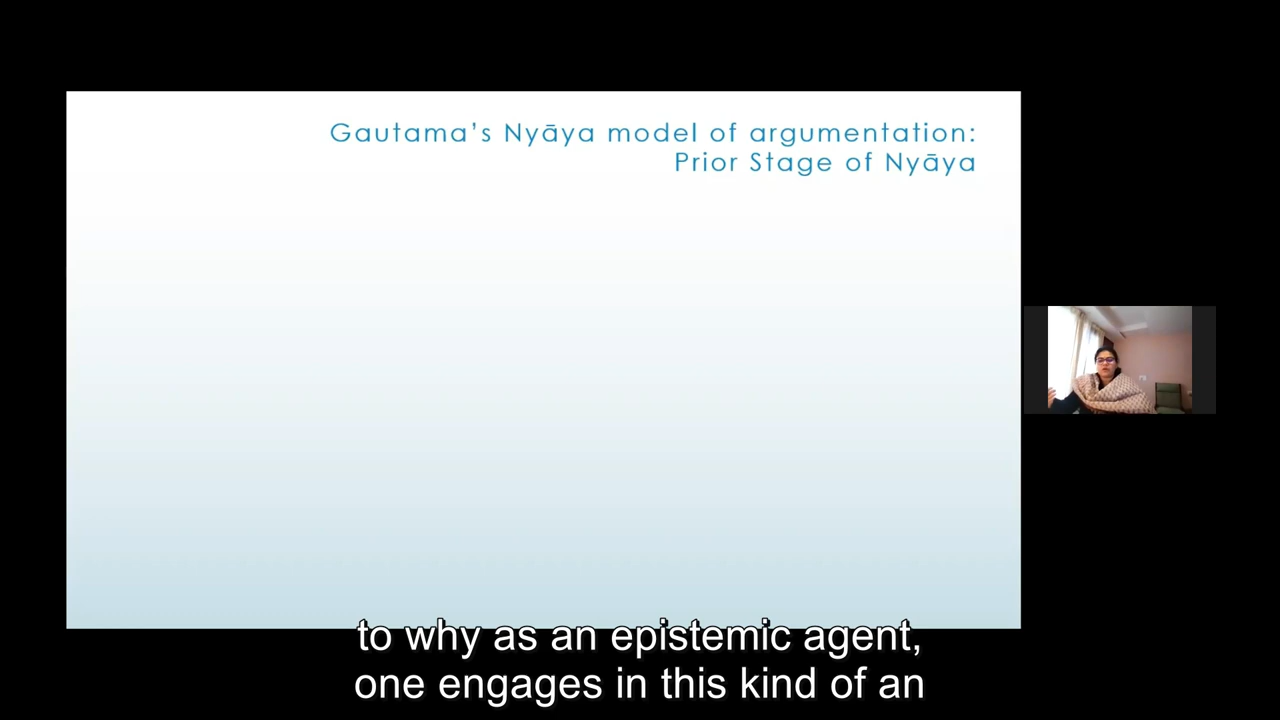 Gautama's Nyāya model of argumentation:
Prior Stage of Nyāya
to why as an epistemic agent,
one engages in this kind of an